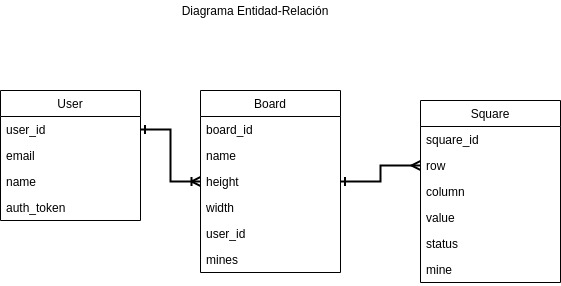 Diagrama Entidad-Relación
User
user_id
email
name
auth_token
Board
board_id
name
height
width
user_id
mines
Square
square_id
row
column
value
status
mine